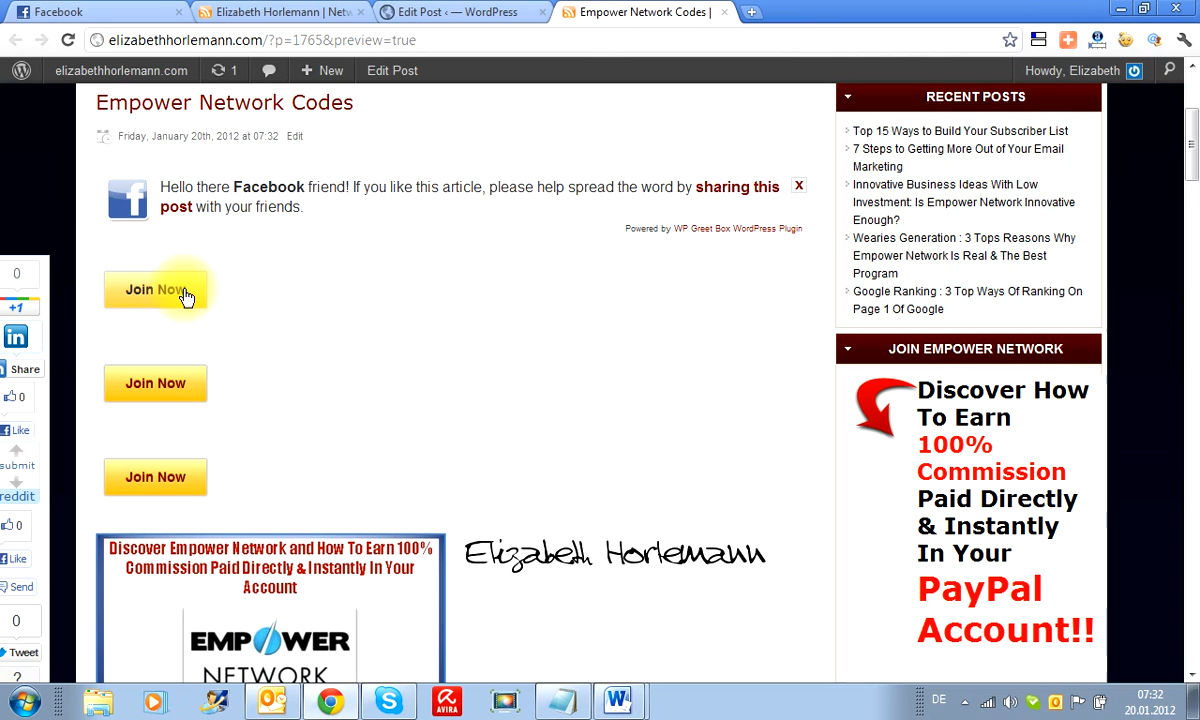 Facebook
Elizabeth Horlemann | Netw
Edit Post ‹ — WordPress
Empower Network Codes |
elizabethhorlemann.com/?p=1765&preview=true
elizabethhorlemann.com
1
+ New
Edit Post
Howdy, Elizabeth
Empower Network Codes
Friday, January 20th, 2012 at 07:32 Edit
Hello there Facebook friend! If you like this article, please help spread the word by sharing this
post with your friends.
X
Powered by WP Greet Box WordPress Plugin
Join Now
Join Now
Join Now
Discover Empower Network and How To Earn 100%
Commission Paid Directly & Instantly In Your
Account
EMPOWER
NETWORK
Elizabeth Horlemann
0
+1
in
Share
0
Like
submit
reddit
0
Like
Send
0
Tweet
?
RECENT POSTS
Top 15 Ways to Build Your Subscriber List
7 Steps to Getting More Out of Your Email
Marketing
Innovative Business Ideas With Low
Investment: Is Empower Network Innovative
Enough?
Wearies Generation : 3 Tops Reasons Why
Empower Network Is Real & The Best
Program
Google Ranking : 3 Top Ways Of Ranking On
Page 1 Of Google
JOIN EMPOWER NETWORK
Discover How
To Earn
100%
Commission
Paid Directly
& Instantly
In Your
PayPal
Account!!
AVIRA
DE
07:32
20.01.2012